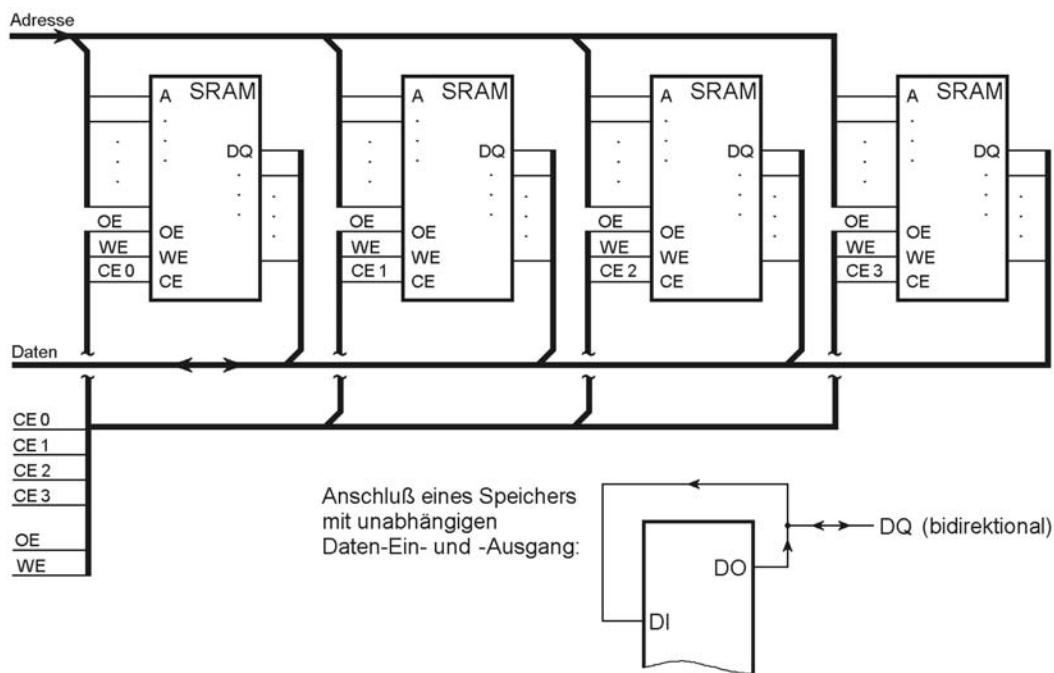 Adresse
A SRAM
DQ
OE
OE
WE
WE
CE 0
CE
A SRAM
DQ
OE
OE
WE
WE
CE 1
CE
A SRAM
DQ
OE
OE
WE
WE
CE 2
CE
A SRAM
DQ
OE
OE
WE
WE
CE 3
CE
Daten
CE 0
CE 1
CE 2
CE 3
OE
WE
Anschluß eines Speichers
mit unabhängigen
Daten-Ein- und -Ausgang:
DQ (bidirektional)
DO
DI